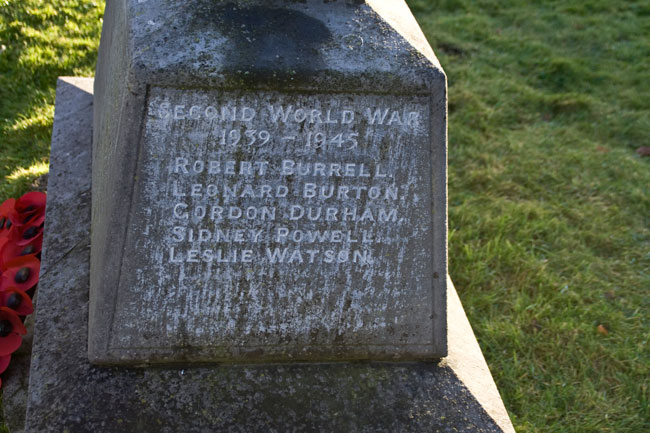 SECOND WORLD WAR
1939 - 1945
ROBERT BURRELL.
LEONARD BURTON.
GORDON DURHAM.
SIDNEY POWELL.
LESLIE WATSON.